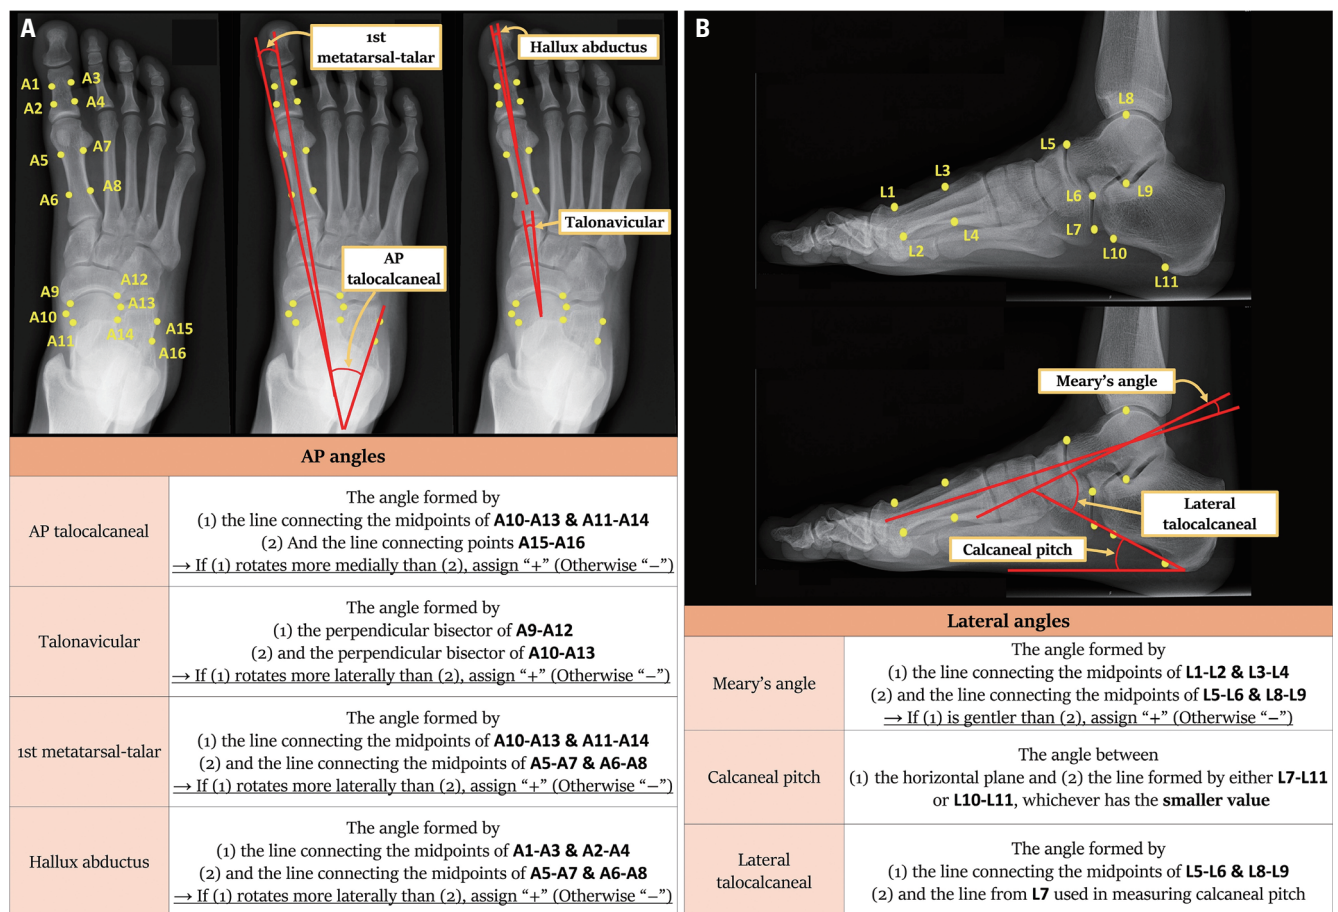 A
1st
metatarsal-talar
Hallux abductus
A1
A3
A2
A4
A5
A7
A6
A8
Talonavicular
AP
talocalcaneal
A9
A12
A10
A13
A11
A14
A15
A16
AP angles
AP talocalcaneal
The angle formed by
(1) the line connecting the midpoints of A10-A13 & A11-A14
(2) And the line connecting points A15-A16
→ If (1) rotates more medially than (2), assign “+” (Otherwise “−”)
Talonavicular
The angle formed by
(1) the perpendicular bisector of A9-A12
(2) and the perpendicular bisector of A10-A13
→ If (1) rotates more laterally than (2), assign “+” (Otherwise “−”)
1st metatarsal-talar
The angle formed by
(1) the line connecting the midpoints of A10-A13 & A11-A14
(2) and the line connecting the midpoints of A5-A7 & A6-A8
→ If (1) rotates more laterally than (2), assign “+” (Otherwise “−”)
Hallux abductus
The angle formed by
(1) the line connecting the midpoints of A1-A3 & A2-A4
(2) and the line connecting the midpoints of A5-A7 & A6-A8
→ If (1) rotates more laterally than (2), assign “+” (Otherwise “−”)
B
L8
L5
L3
L1
L6
L9
L4
L7
L2
L10
L11
Meary’s angle
Lateral
talocalcaneal
Calcaneal pitch
Lateral angles
Meary’s angle
The angle formed by
(1) the line connecting the midpoints of L1-L2 & L3-L4
(2) and the line connecting the midpoints of L5-L6 & L8-L9
→ If (1) is gentler than (2), assign “+” (Otherwise “−”)
Calcaneal pitch
The angle between
(1) the horizontal plane and (2) the line formed by either L7-L11
or L10-L11, whichever has the smaller value
Lateral
talocalcaneal
The angle formed by
(1) the line connecting the midpoints of L5-L6 & L8-L9
(2) and the line from L7 used in measuring calcaneal pitch